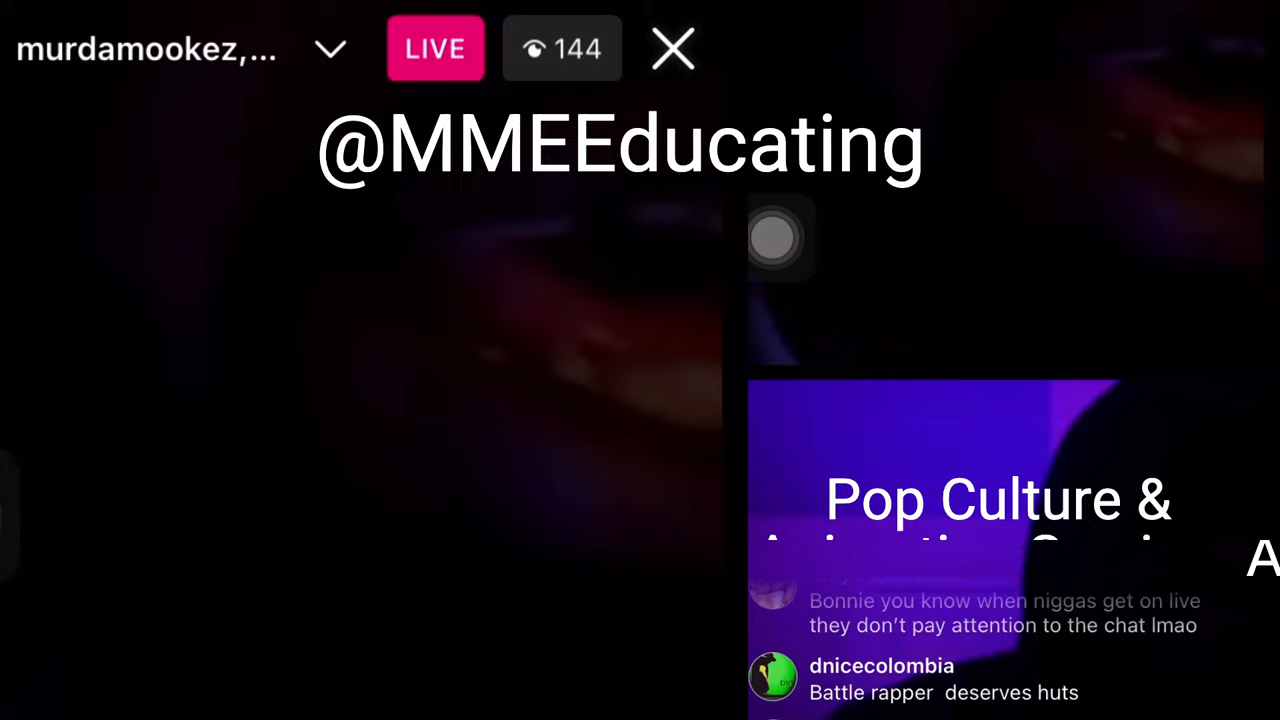 murdamookez,...
LIVE
144
@MMEEducating
Pop Culture &
Bonnie you know when niggas get on live
they don’t pay attention to the chat lmao
dnicecolombia
Battle rapper deserves huts